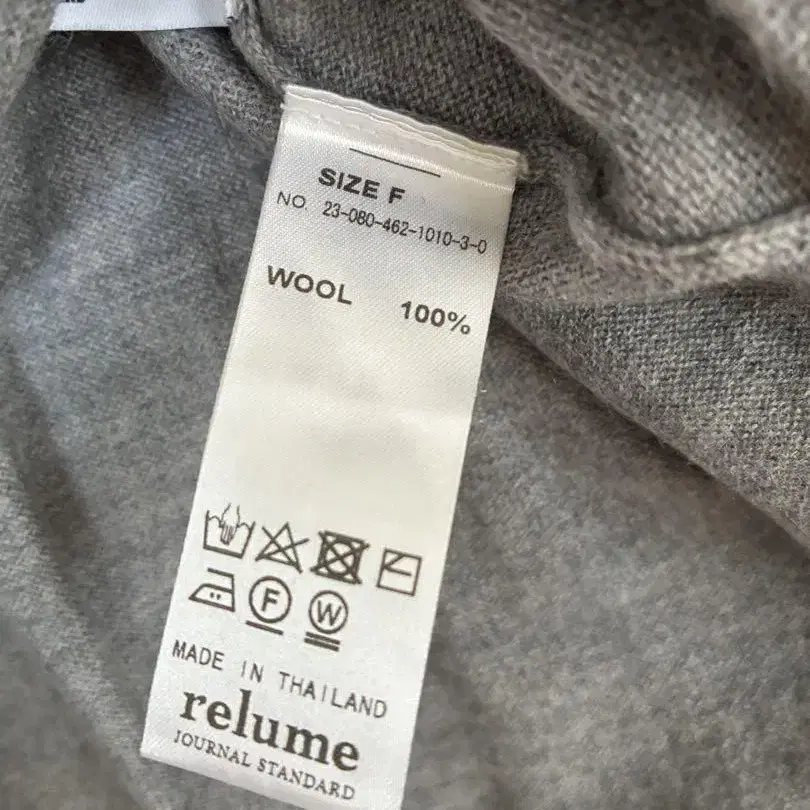 SIZE F
NO. 23-080-462-1010-3-0
WOOL 100%
F W
MADE IN THAILAND
relume
JOURNAL STANDARD